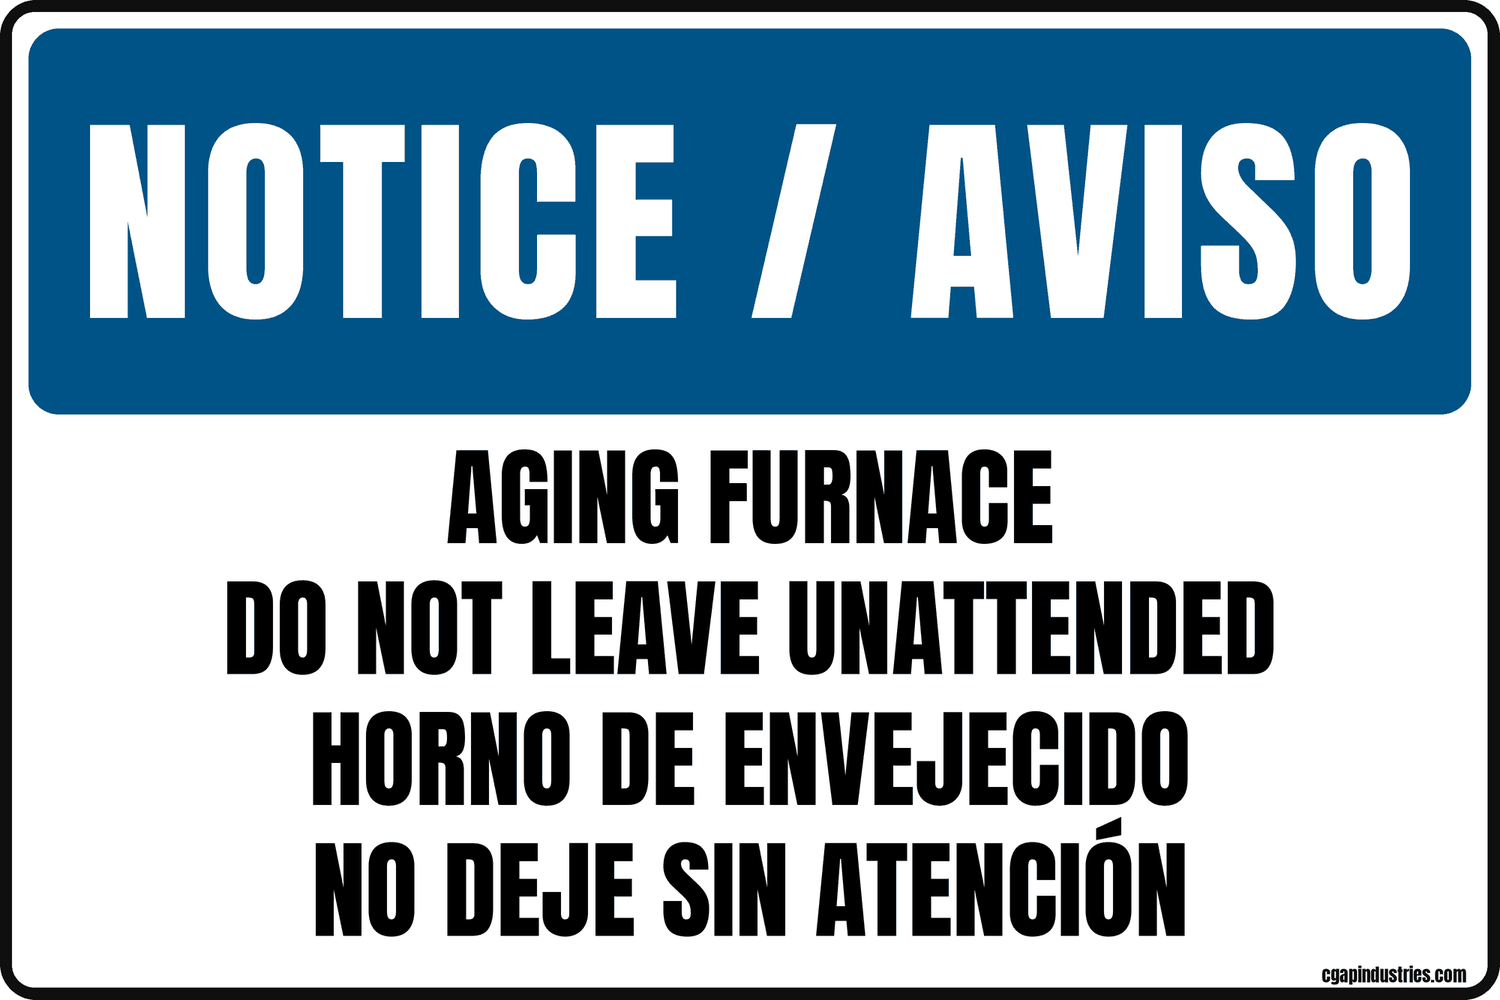 NOTICE / AVISO
AGING FURNACE
DO NOT LEAVE UNATTENDED
HORNO DE ENVEJECIDO
NO DEJE SIN ATENCIÓN
cgapindustries.com